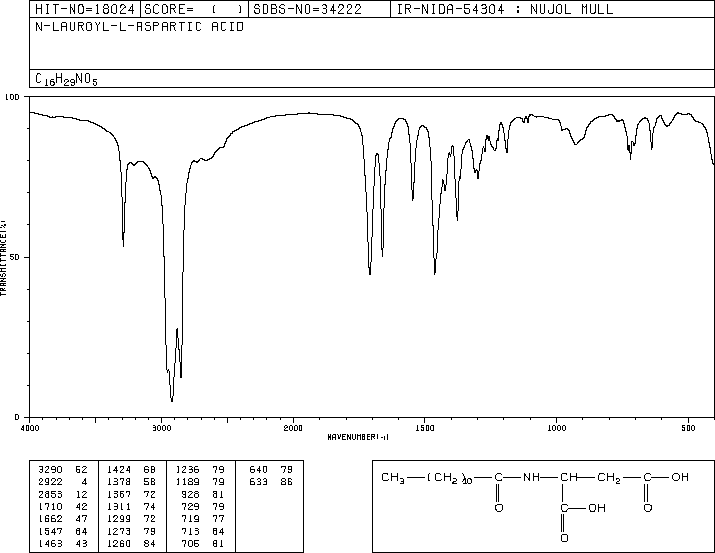 HIT-NO=18024 SCORE= ( ) SDBS-NO=34222 IR-NIDA-54304 : NUJOL MULL
N-LAUROYL-L-ASPARTIC ACID
C16H29NO5
100
TRANSMITTANCE(%)
50
0
4000 3000 2000 1500 1000 500
WAVENUMBER(-1)
3290 52 1424 68 1236 79 640 79
2922 4 1378 58 1189 79 633 86
2853 12 1367 72 928 81
1710 42 1311 74 729 79
1662 47 1299 72 719 77
1547 64 1273 79 713 84
1463 43 1260 84 705 81
CH3 (CH2)10 C NH CH CH2 C OH
O C OH O
O